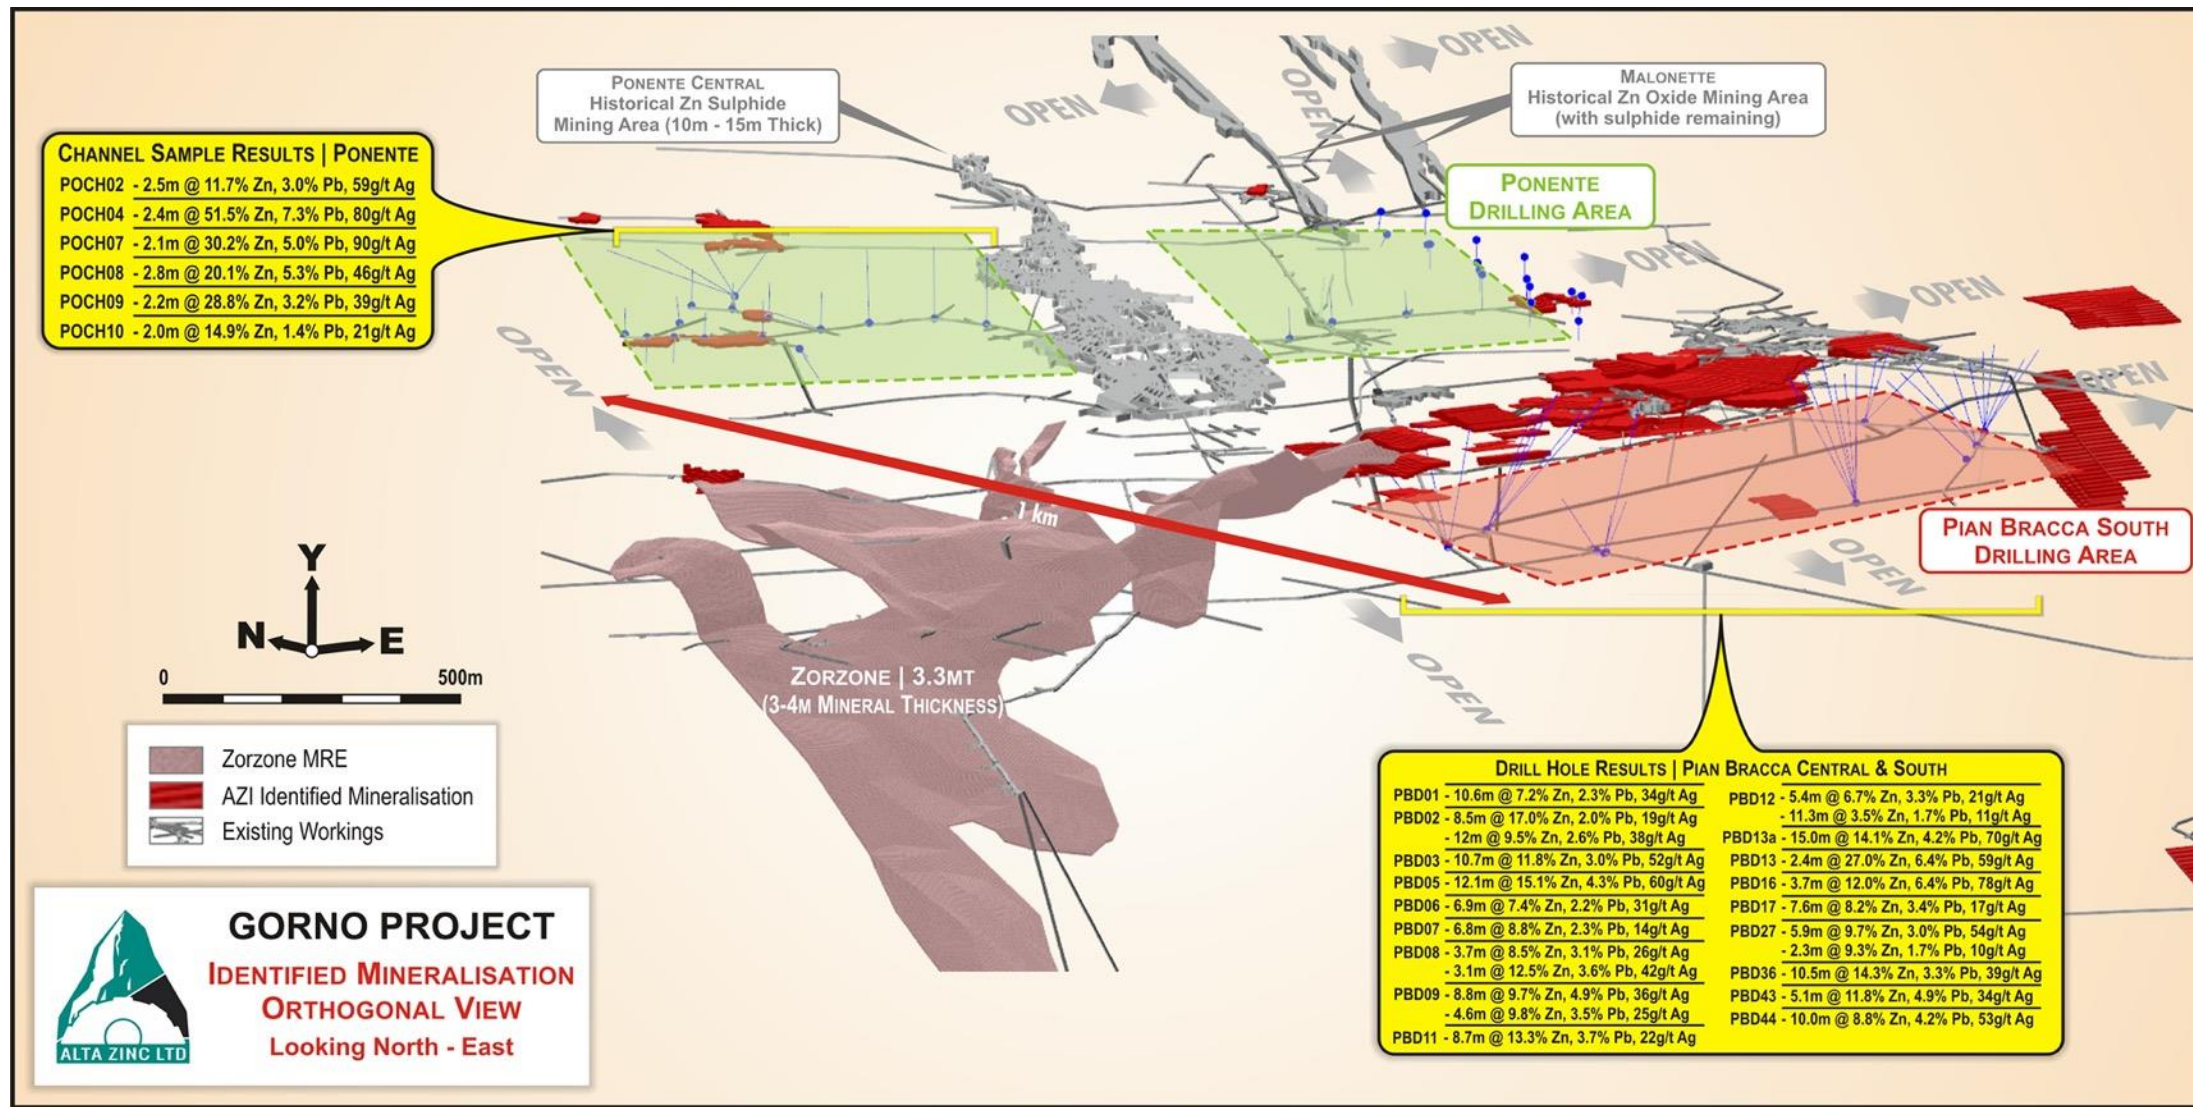 PONENTE CENTRAL
Historical Zn Sulphide
Mining Area (10m - 15m Thick)
MALONETTE
Historical Zn Oxide Mining Area
(with sulphide remaining)
OPEN
OPEN
OPEN
CHANNEL SAMPLE RESULTS | PONENTE
POCH02 - 2.5m @ 11.7% Zn, 3.0% Pb, 59g/t Ag
POCH04 - 2.4m @ 51.5% Zn, 7.3% Pb, 80g/t Ag
POCH07 - 2.1m @ 30.2% Zn, 5.0% Pb, 90g/t Ag
POCH08 - 2.8m @ 20.1% Zn, 5.3% Pb, 46g/t Ag
POCH09 - 2.2m @ 28.8% Zn, 3.2% Pb, 39g/t Ag
POCH10 - 2.0m @ 14.9% Zn, 1.4% Pb, 21g/t Ag
PONENTE
DRILLING AREA
OPEN
OPEN
OPEN
OPEN
1 km
PIAN BRACCA SOUTH
DRILLING AREA
OPEN
OPEN
ZORZONE | 3.3MT
(3-4M MINERAL THICKNESS)
Y
N
E
0 500m
Zorzone MRE
AZI Identified Mineralisation
Existing Workings
DRILL HOLE RESULTS | PIAN BRACCA CENTRAL & SOUTH
PBD01 - 10.6m @ 7.2% Zn, 2.3% Pb, 34g/t Ag
PBD02 - 8.5m @ 17.0% Zn, 2.0% Pb, 19g/t Ag
- 12m @ 9.5% Zn, 2.6% Pb, 38g/t Ag
PBD03 - 10.7m @ 11.8% Zn, 3.0% Pb, 52g/t Ag
PBD05 - 12.1m @ 15.1% Zn, 4.3% Pb, 60g/t Ag
PBD06 - 6.9m @ 7.4% Zn, 2.2% Pb, 31g/t Ag
PBD07 - 6.8m @ 8.8% Zn, 2.3% Pb, 14g/t Ag
PBD08 - 3.7m @ 8.5% Zn, 3.1% Pb, 26g/t Ag
- 3.1m @ 12.5% Zn, 3.6% Pb, 42g/t Ag
PBD09 - 8.8m @ 9.7% Zn, 4.9% Pb, 36g/t Ag
- 4.6m @ 9.8% Zn, 3.5% Pb, 25g/t Ag
PBD11 - 8.7m @ 13.3% Zn, 3.7% Pb, 22g/t Ag
PBD12 - 5.4m @ 6.7% Zn, 3.3% Pb, 21g/t Ag
- 11.3m @ 3.5% Zn, 1.7% Pb, 11g/t Ag
PBD13a - 15.0m @ 14.1% Zn, 4.2% Pb, 70g/t Ag
PBD13 - 2.4m @ 27.0% Zn, 6.4% Pb, 59g/t Ag
PBD16 - 3.7m @ 12.0% Zn, 6.4% Pb, 78g/t Ag
PBD17 - 7.6m @ 8.2% Zn, 3.4% Pb, 17g/t Ag
PBD27 - 5.9m @ 9.7% Zn, 3.0% Pb, 54g/t Ag
- 2.3m @ 9.3% Zn, 1.7% Pb, 10g/t Ag
PBD36 - 10.5m @ 14.3% Zn, 3.3% Pb, 39g/t Ag
PBD43 - 5.1m @ 11.8% Zn, 4.9% Pb, 34g/t Ag
PBD44 - 10.0m @ 8.8% Zn, 4.2% Pb, 53g/t Ag
GORNO PROJECT
IDENTIFIED MINERALISATION
ORTHOGONAL VIEW
Looking North - East
ALTA ZINC LTD